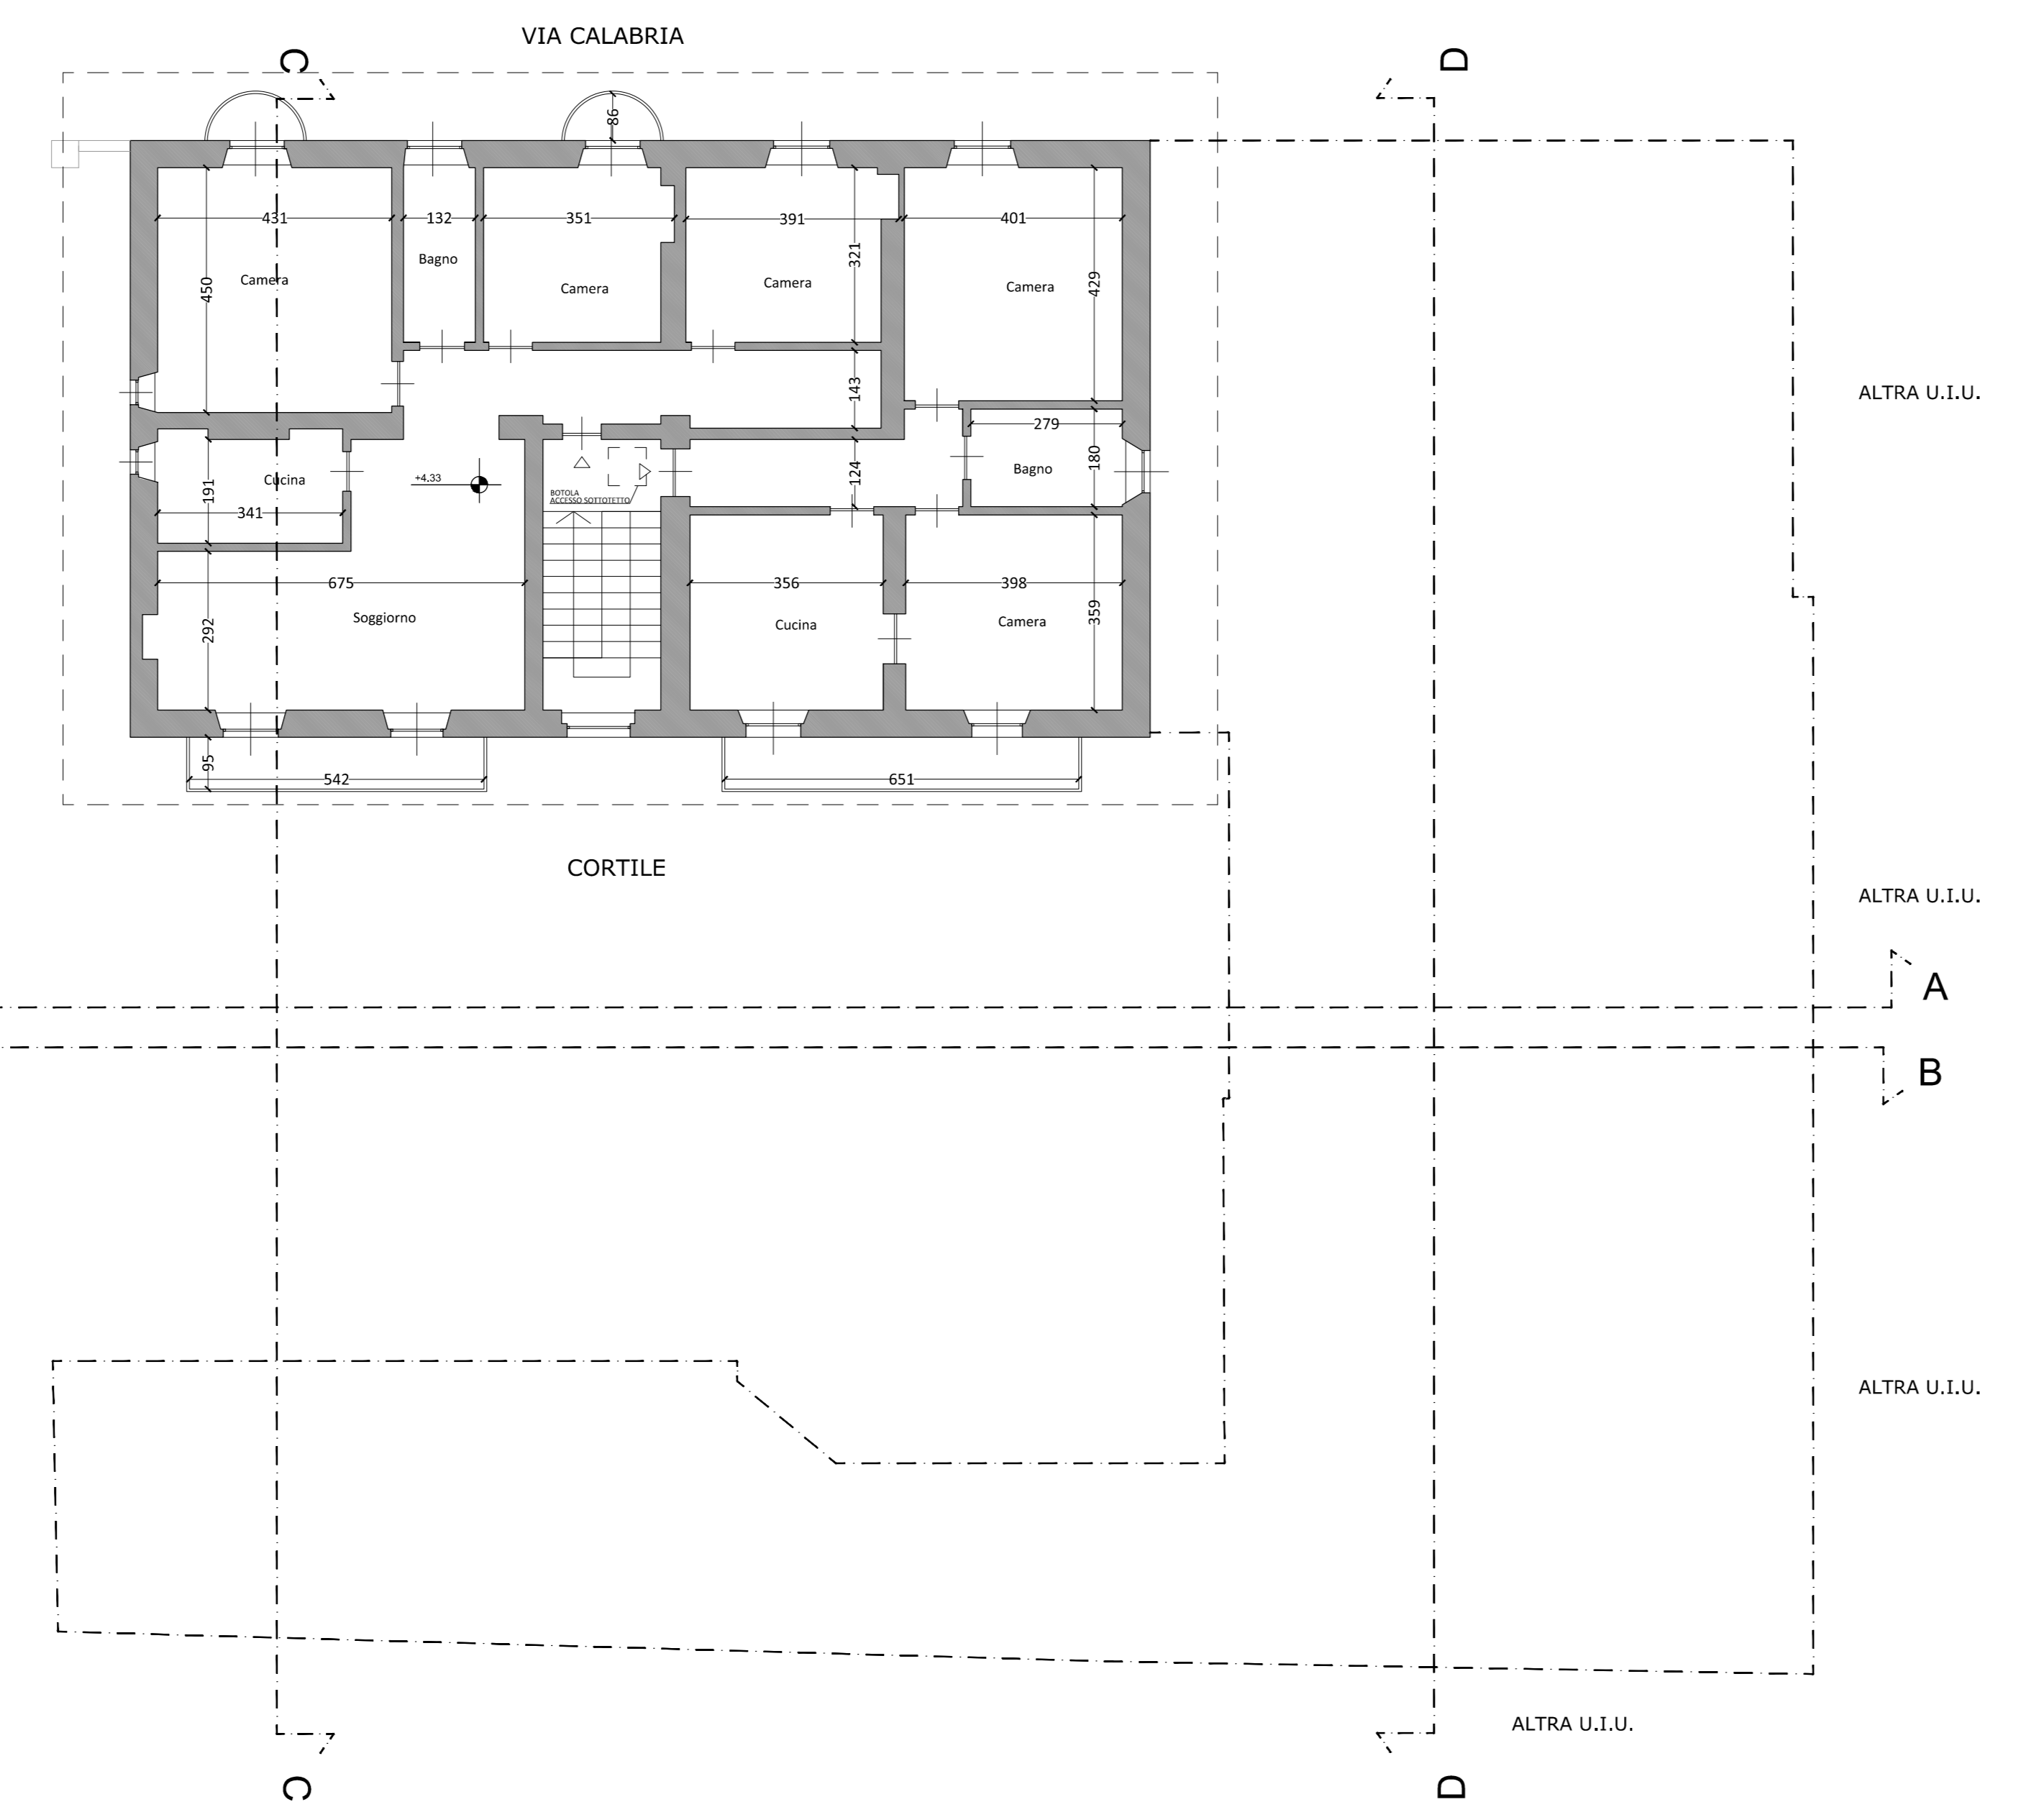 VIA CALABRIA
C
D
86
431
132
351
391
401
Bagno
321
Camera
450
Camera
Camera
Camera
429
143
ALTRA U.I.U.
279
Cucina
191
+4.33
BOTOLA
ACCESSO SOTTOTETTO
124
Bagno
180
341
675
356
398
292
Soggiorno
Cucina
Camera
359
95
542
651
CORTILE
ALTRA U.I.U.
A
B
ALTRA U.I.U.
ALTRA U.I.U.
C
D